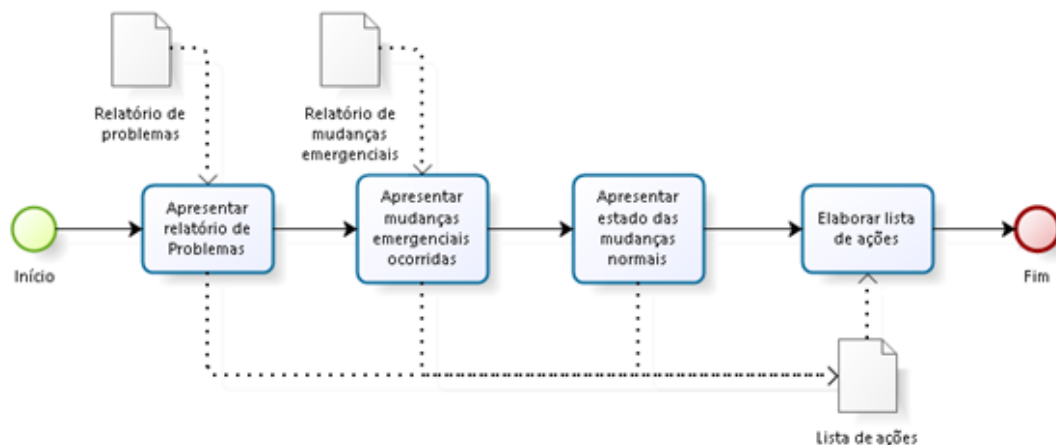 Relatório de
problemas
Relatório de
mudanças
emergenciais
Apresentar
relatório de
Problemas
Apresentar
mudanças
emergenciais
ocorridas
Apresentar
estado das
mudanças
normais
Elaborar lista
de ações
Início
Fim
Lista de ações